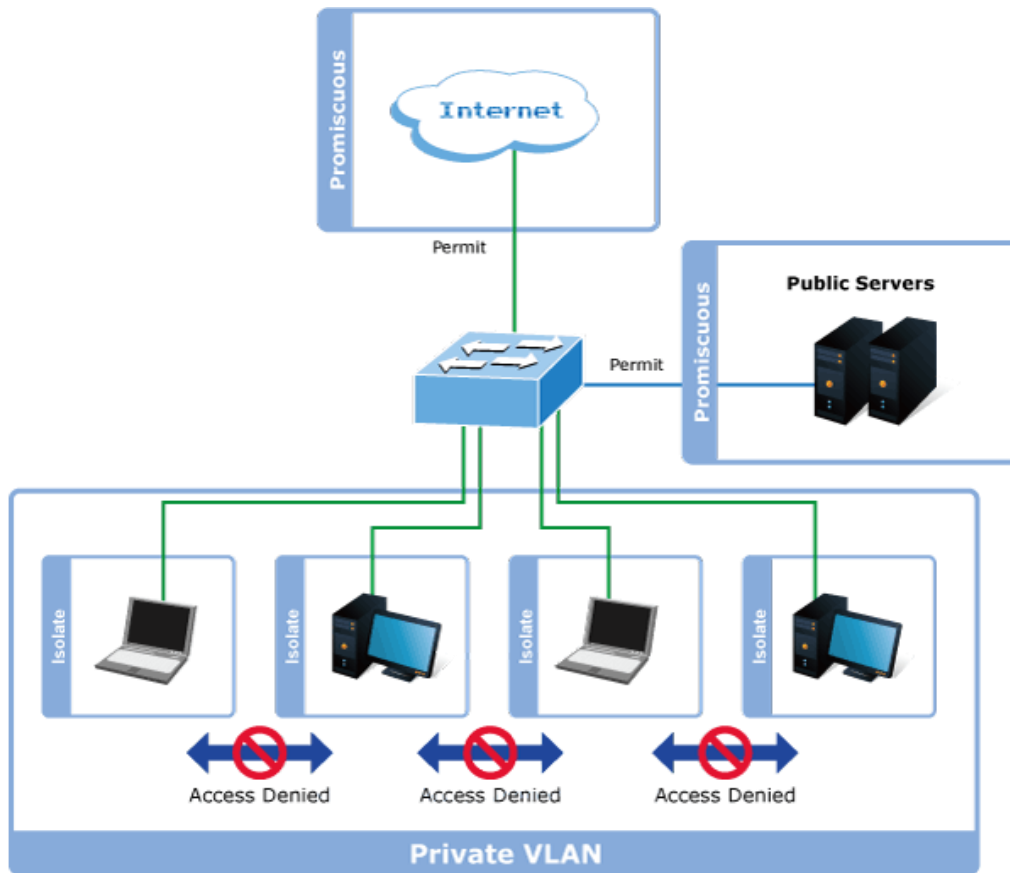 Promiscuous
Internet
Permit
Promiscuous
Public Servers
Permit
Isolate
Isolate
Isolate
Isolate
Access Denied
Access Denied
Access Denied
Private VLAN